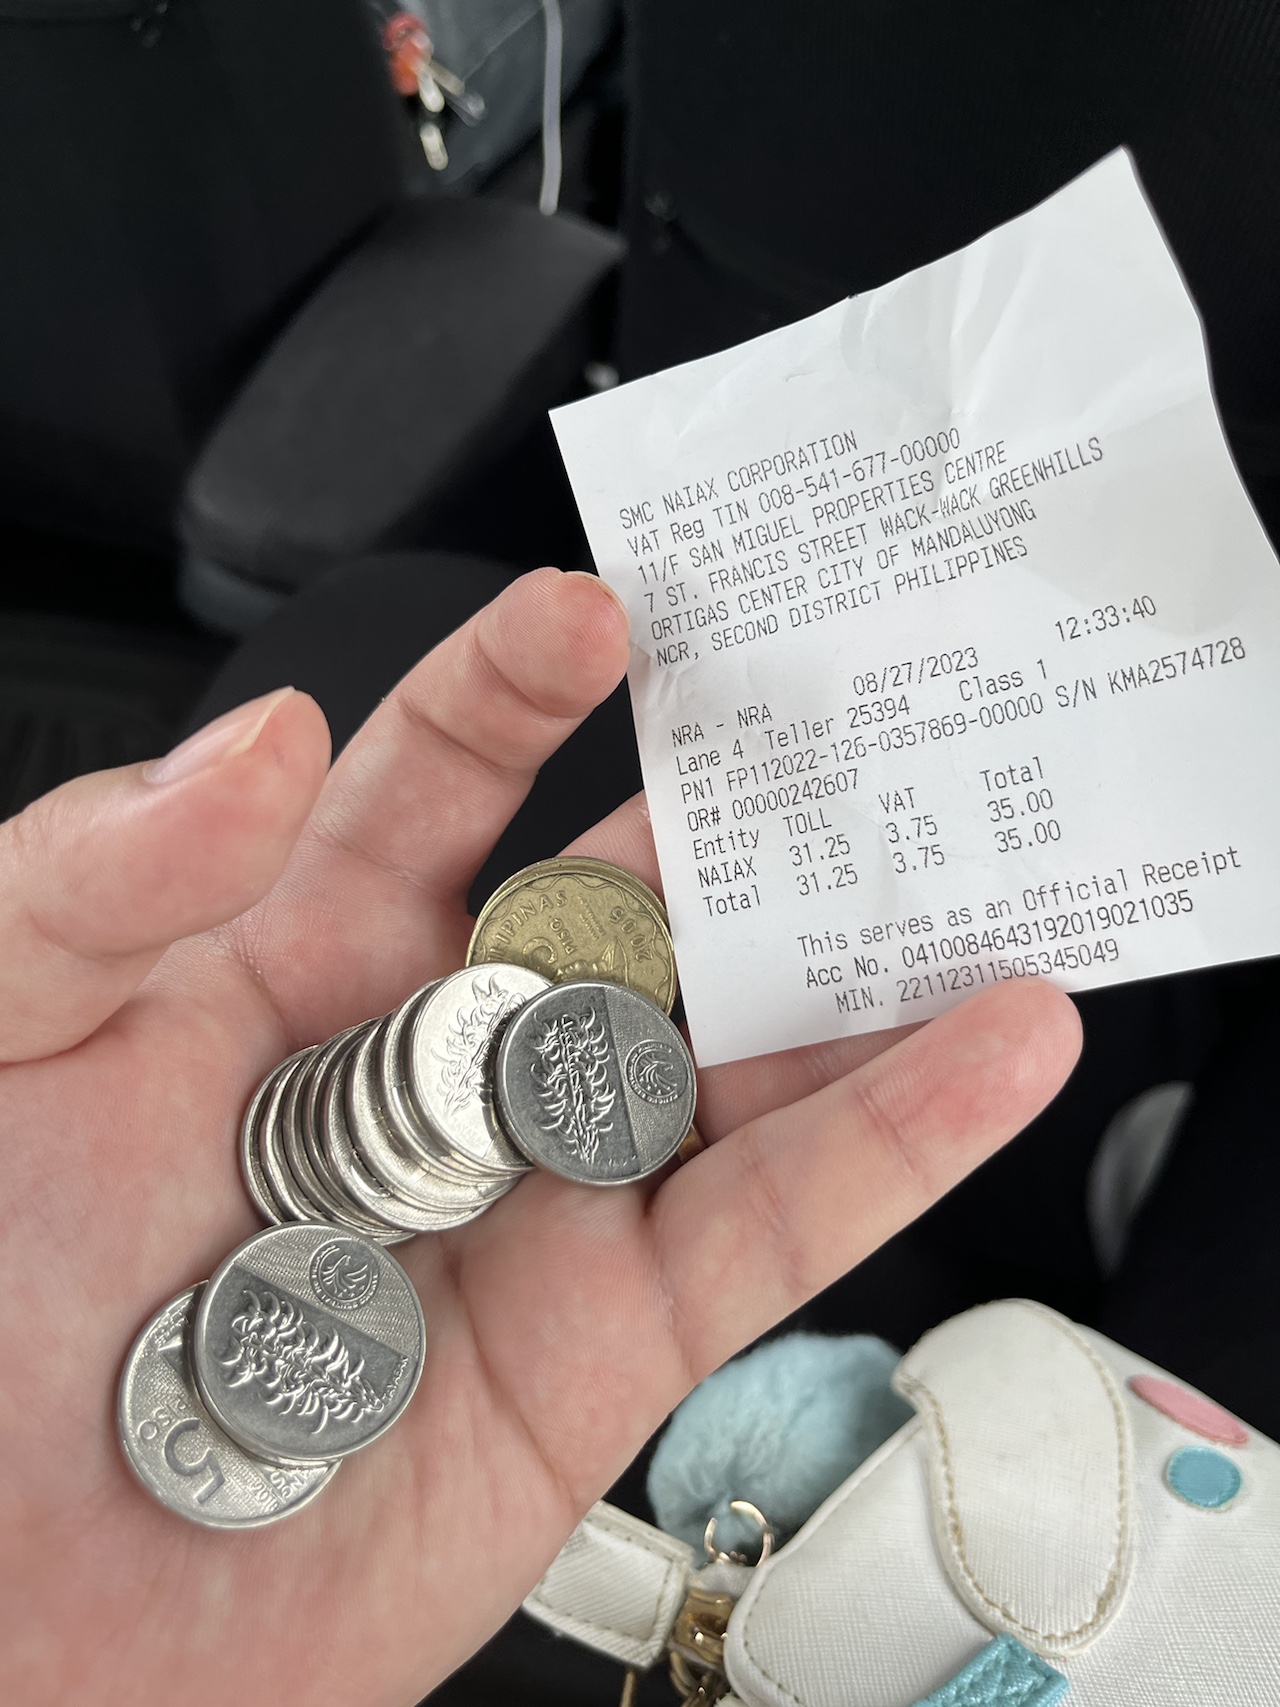 SMC NAIAX CORPORATION
VAT Reg TIN 008-541-677-00000
11/F SAN MIGUEL PROPERTIES CENTRE
7 ST. FRANCIS STREET WACK-WACK GREENHILLS
ORTIGAS CENTER CITY OF MANDALUYONG
NCR, SECOND DISTRICT PHILIPPINES
NRA - NRA 08/27/2023 12:33:40
Lane 4 Teller 25394 Class 1
PN1 FP112022-126-0357869-00000 S/N KMA2574728
OR# 00000242607
Entity TOLL VAT Total
NAIAX 31.25 3.75 35.00
Total 31.25 3.75 35.00
This serves as an Official Receipt
Acc No. 0410084643192019021035
MIN. 22112311505345049
ILIPINAS
2005
5